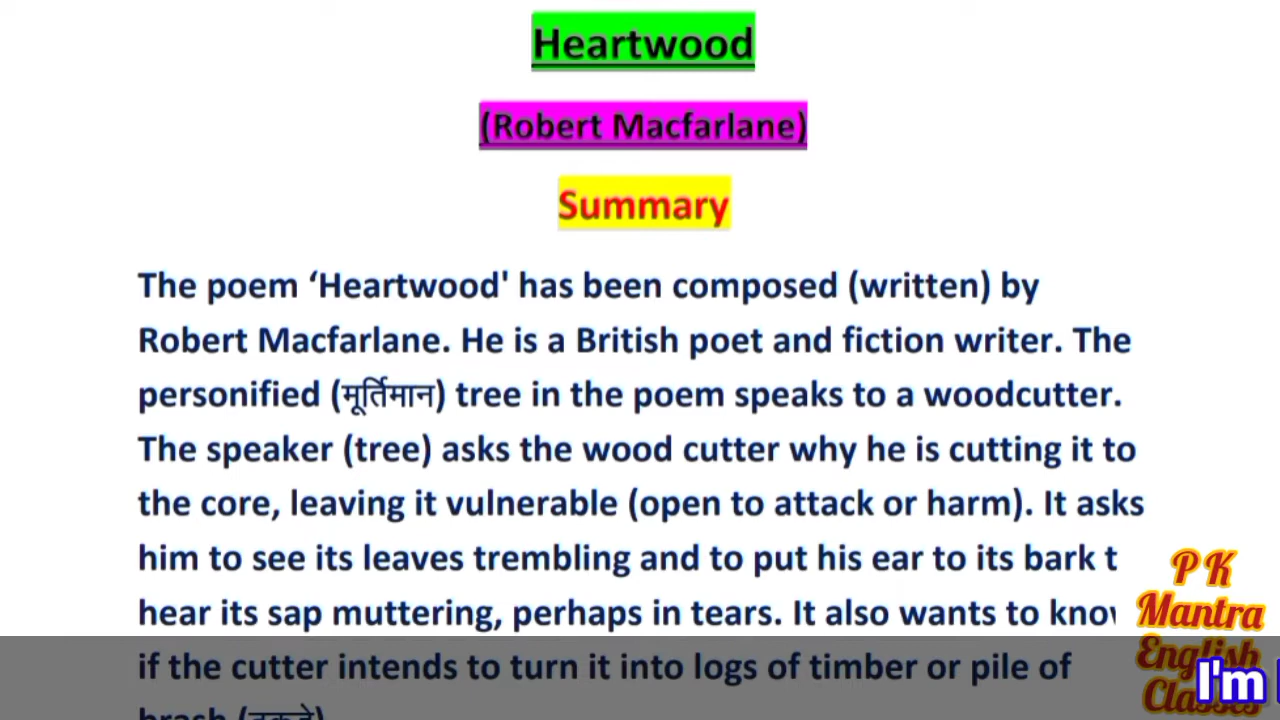 Heartwood
(Robert Macfarlane)
Summary
The poem ‘Heartwood' has been composed (written) by
Robert Macfarlane. He is a British poet and fiction writer. The
personified (मूर्तिमान) tree in the poem speaks to a woodcutter.
The speaker (tree) asks the wood cutter why he is cutting it to
the core, leaving it vulnerable (open to attack or harm). It asks
him to see its leaves trembling and to put his ear to its bark t
hear its sap muttering, perhaps in tears. It also wants to know
if the cutter intends to turn it into logs of timber or pile of
P K
Mantra
English
Classes
I'm